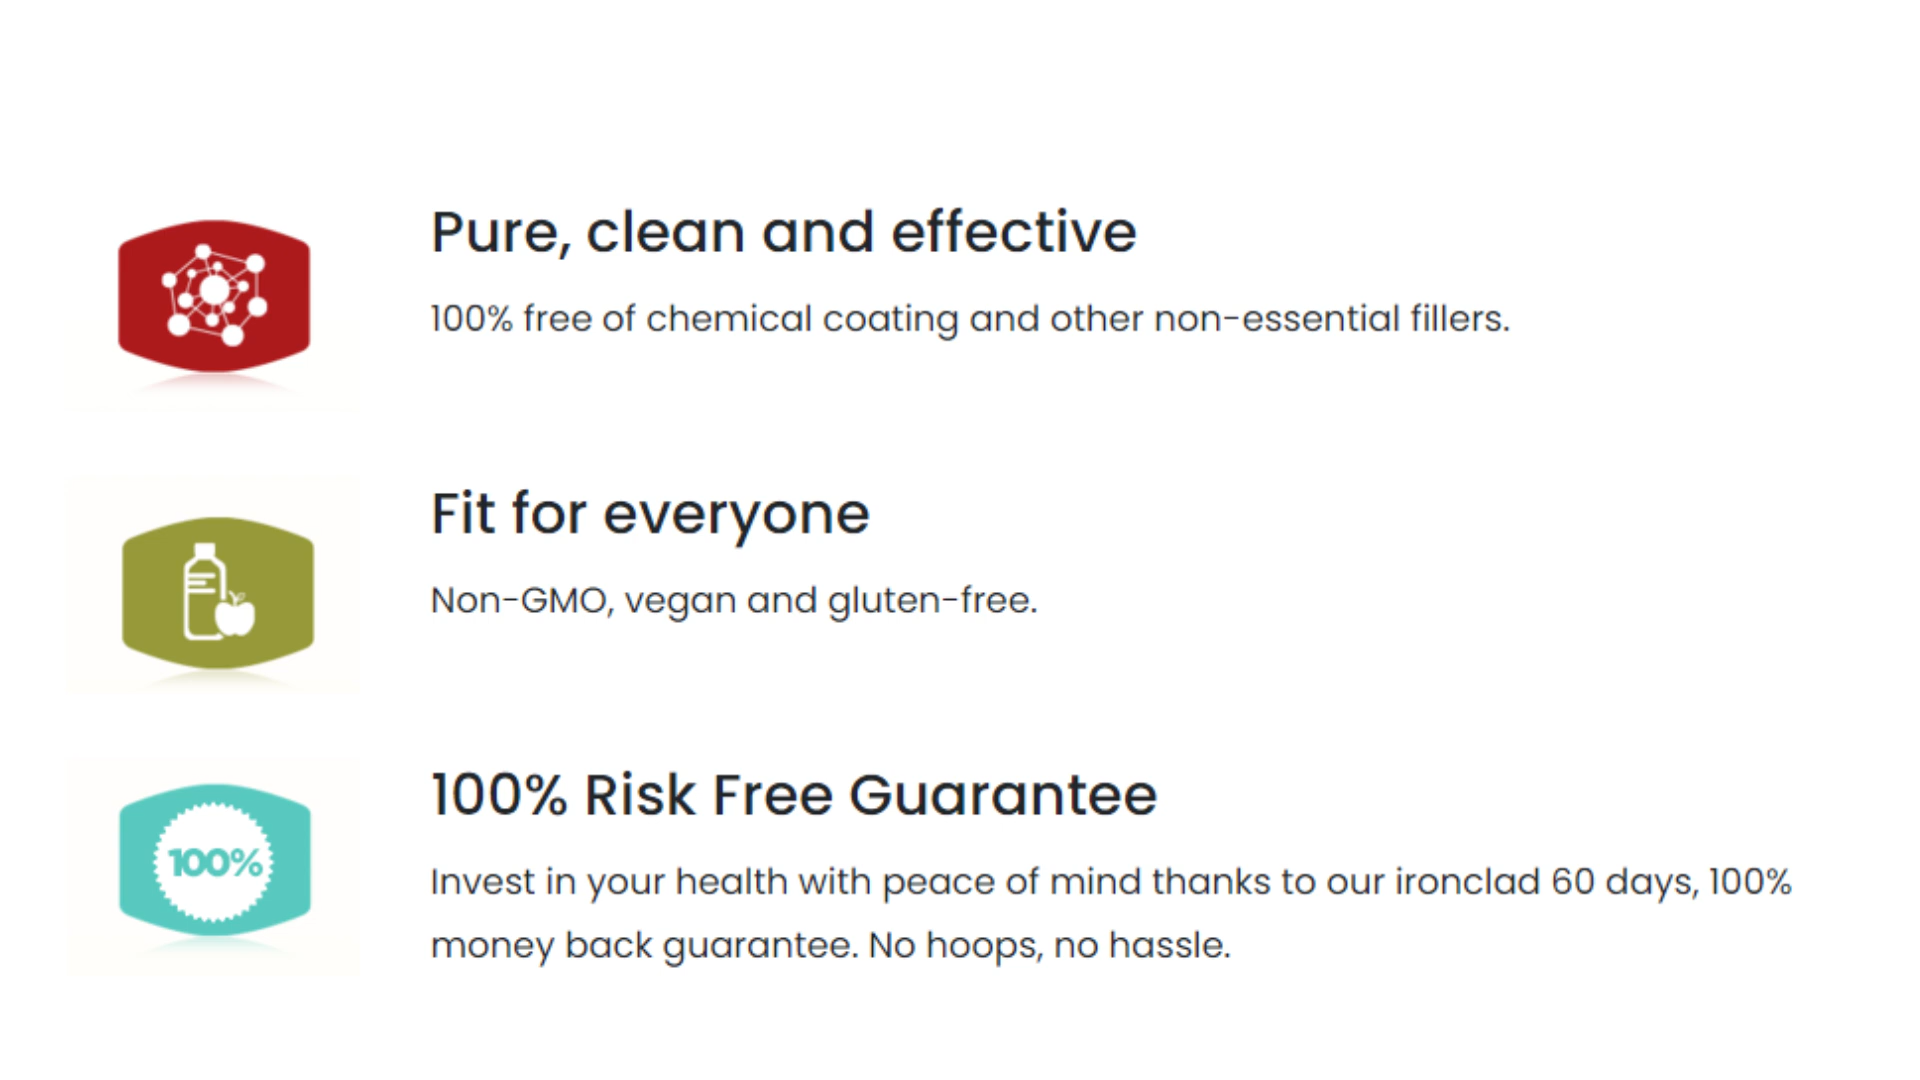 Pure, clean and effective
100% free of chemical coating and other non-essential fillers.
Fit for everyone
Non-GMO, vegan and gluten-free.
100% Risk Free Guarantee
100%
Invest in your health with peace of mind thanks to our ironclad 60 days, 100%
money back guarantee. No hoops, no hassle.